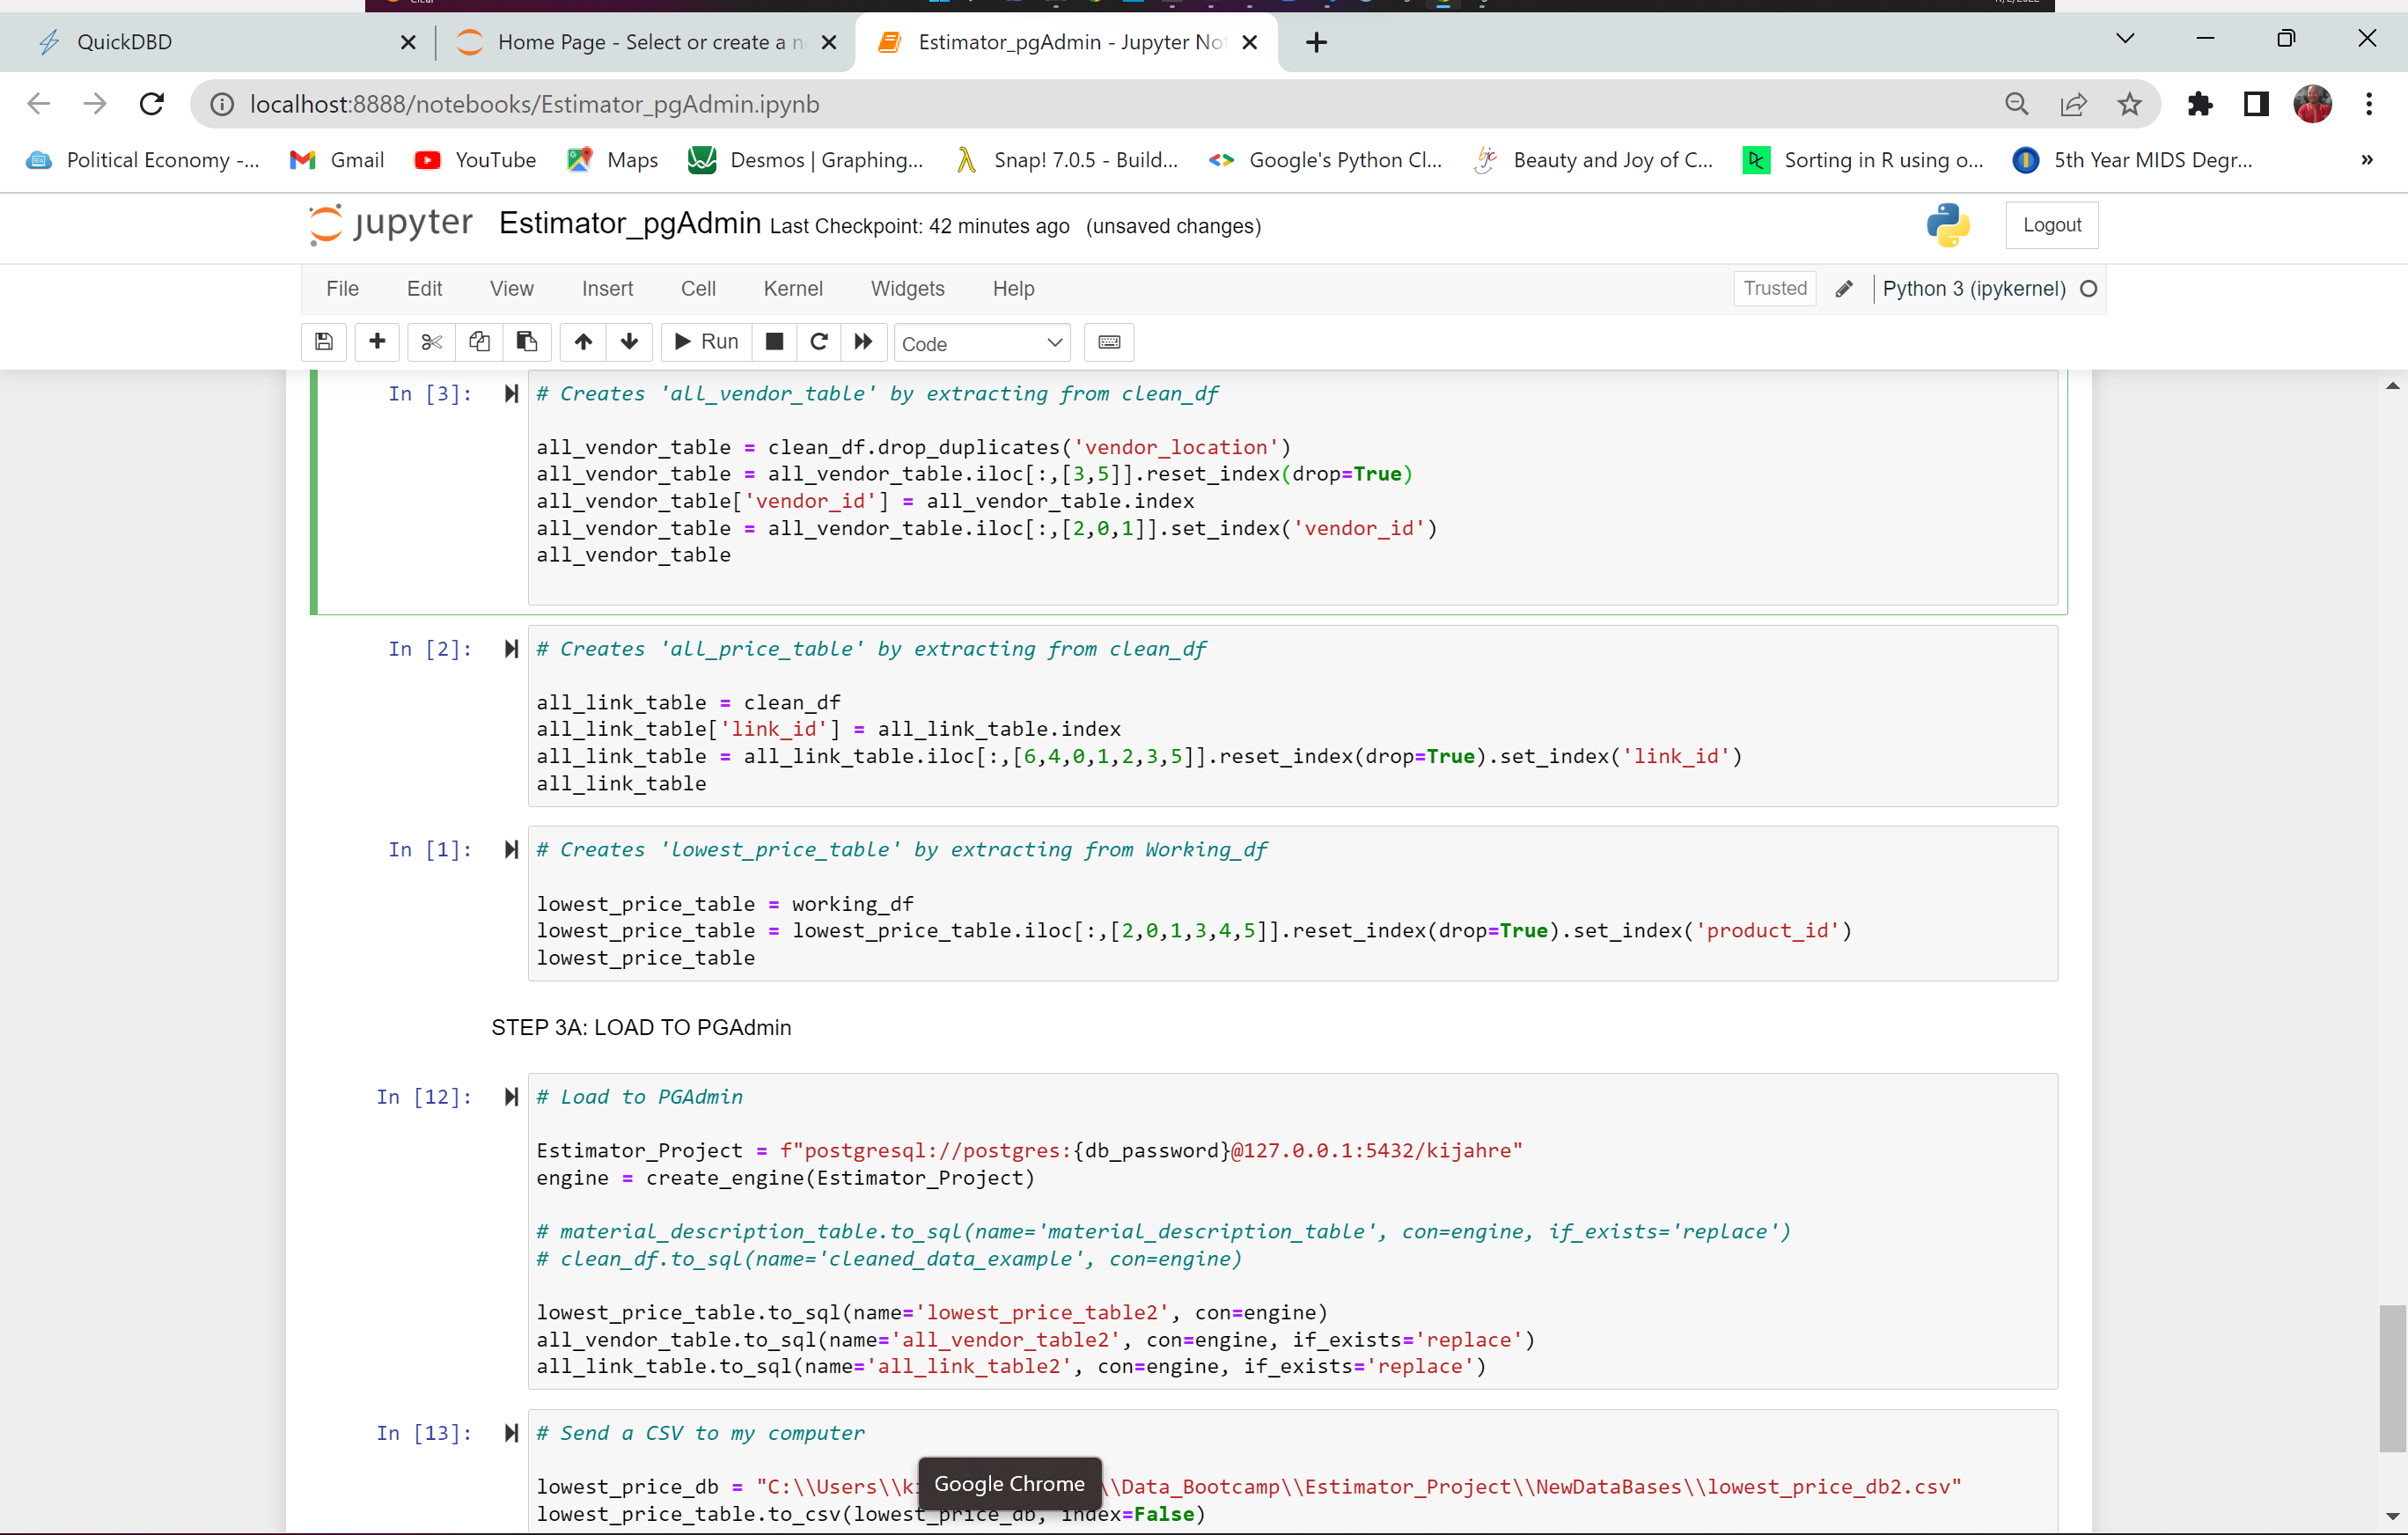 QuickDBD
Home Page - Select or create a n
Estimator_pgAdmin - Jupyter Not
localhost:8888/notebooks/Estimator_pgAdmin.ipynb
Political Economy -...
Gmail
YouTube
Maps
Desmos | Graphing...
Snap! 7.0.5 - Build...
Google's Python Cl...
Beauty and Joy of C...
Sorting in R using o...
5th Year MIDS Degr...
»
jupyter Estimator_pgAdmin Last Checkpoint: 42 minutes ago (unsaved changes)
Logout
File Edit View Insert Cell Kernel Widgets Help
Trusted
Python 3 (ipykernel)
Run
Code
In [3]:
# Creates 'all_vendor_table' by extracting from clean_df
all_vendor_table = clean_df.drop_duplicates('vendor_location')
all_vendor_table = all_vendor_table.iloc[:,[3,5]].reset_index(drop=True)
all_vendor_table['vendor_id'] = all_vendor_table.index
all_vendor_table = all_vendor_table.iloc[:,[2,0,1]].set_index('vendor_id')
all_vendor_table
In [2]:
# Creates 'all_price_table' by extracting from clean_df
all_link_table = clean_df
all_link_table['link_id'] = all_link_table.index
all_link_table = all_link_table.iloc[:,[6,4,0,1,2,3,5]].reset_index(drop=True).set_index('link_id')
all_link_table
In [1]:
# Creates 'lowest_price_table' by extracting from Working_df
lowest_price_table = working_df
lowest_price_table = lowest_price_table.iloc[:,[2,0,1,3,4,5]].reset_index(drop=True).set_index('product_id')
lowest_price_table
STEP 3A: LOAD TO PGAdmin
In [12]:
# Load to PGAdmin
Estimator_Project = f"postgresql://postgres:{db_password}@127.0.0.1:5432/kijahre"
engine = create_engine(Estimator_Project)
# material_description_table.to_sql(name='material_description_table', con=engine, if_exists='replace')
# clean_df.to_sql(name='cleaned_data_example', con=engine)
lowest_price_table.to_sql(name='lowest_price_table2', con=engine)
all_vendor_table.to_sql(name='all_vendor_table2', con=engine, if_exists='replace')
all_link_table.to_sql(name='all_link_table2', con=engine, if_exists='replace')
In [13]:
# Send a CSV to my computer
lowest_price_db = "C:\\Users\\ki \\Data_Bootcamp\\Estimator_Project\\NewDataBases\\lowest_price_db2.csv"
Google Chrome
lowest_price_table.to_csv(lowest_price_db, index=False)